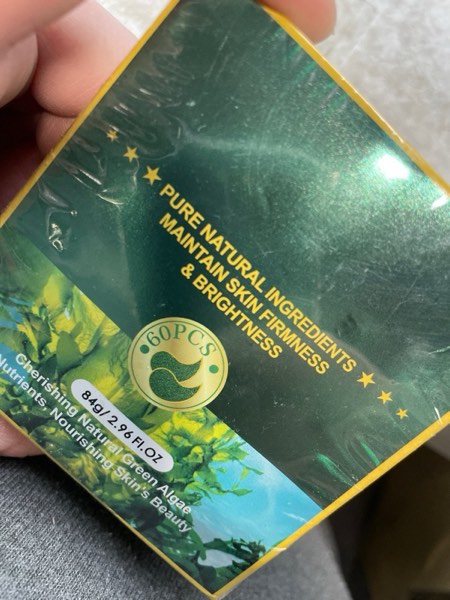 PURE NATURAL INGREDIENTS
MAINTAIN SKIN FIRMNESS
& BRIGHTNESS
60PCS
84g/2.96 Fl.OZ
Cherishing Natural Green Algae
Nutrients, Nourishing Skin's Beauty